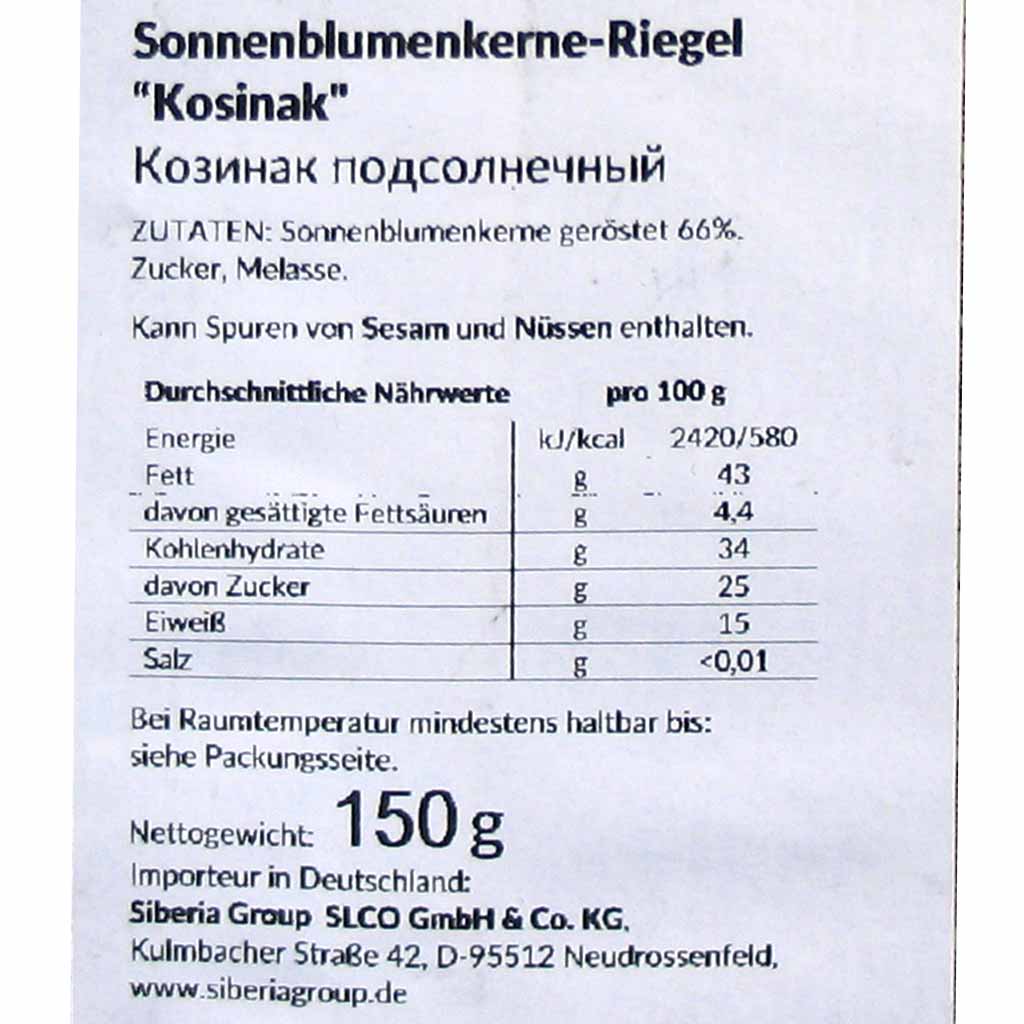 Sonnenblumenkerne-Riegel
“Kosinak"
Козинак подсолнечный
ZUTATEN: Sonnenblumenkerne geröstet 66%.
Zucker, Melasse.
Kann Spuren von Sesam und Nüssen enthalten.
Durchschnittliche Nährwerte pro 100 g
Energie kJ/kcal 2420/580
Fett g 43
davon gesättigte Fettsäuren g 4,4
Kohlenhydrate g 34
davon Zucker g 25
Eiweiß g 15
Salz g <0,01
Bei Raumtemperatur mindestens haltbar bis:
siehe Packungsseite.
Nettogewicht: 150 g
Importeur in Deutschland:
Siberia Group SLCO GmbH & Co. KG,
Kulmbacher Straße 42, D-95512 Neudrossenfeld,
www.siberiagroup.de